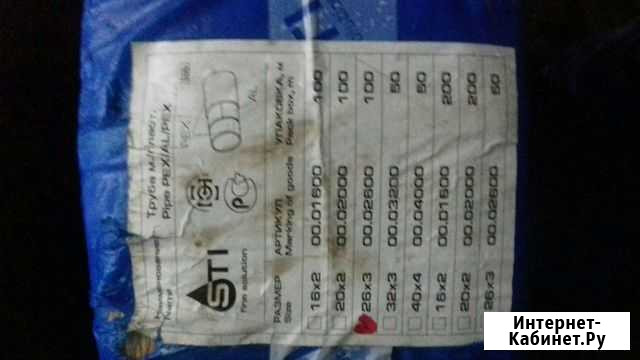 Наименование Труба м/пласт.
Name Pipe PEX/AL/PEX
STI
fine solution
PEX
AL
РАЗМЕР АРТИКУЛ УПАКОВКА, м
Size Marking of goods Pack box, m
16x2 00.01600 100
20x2 00.02000 100
26x3 00.02600 100
32x3 00.03200 50
40x4 00.04000 50
16x2 00.01600 200
20x2 00.02000 200
26x3 00.02600 50
Интернет-
Кабинет.Ру